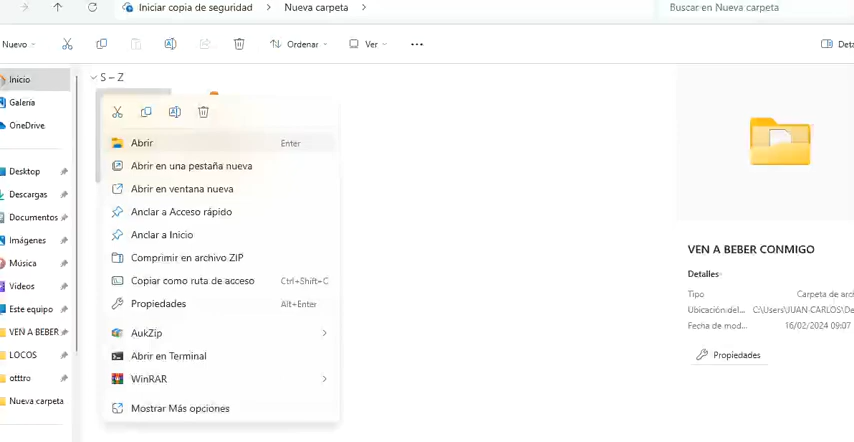 Iniciar copia de seguridad > Nueva carpeta >
Buscar en Nueva carpeta
Nuevo
Ordenar
Ver
...
S – Z
Inicio
Galería
OneDrive
Desktop
Descargas
Documentos
Imágenes
Música
Videos
Este equipo
VEN A BEBER
LOCOS
otttro
Nueva carpeta
Abrir Enter
Abrir en una pestaña nueva
Abrir en ventana nueva
Anclar a Acceso rápido
Anclar a Inicio
Comprimir en archivo ZIP
Copiar como ruta de acceso Ctrl+Shift+C
Propiedades Alt+Enter
AukZip
Abrir en Terminal
WinRAR
Mostrar Más opciones
VEN A BEBER CONMIGO
Detalles
Tipo Carpeta de
Ubicación del... C:\Users\JUAN-CARLOS\
Fecha de mod... 16/02/2024 09:07
Propiedades